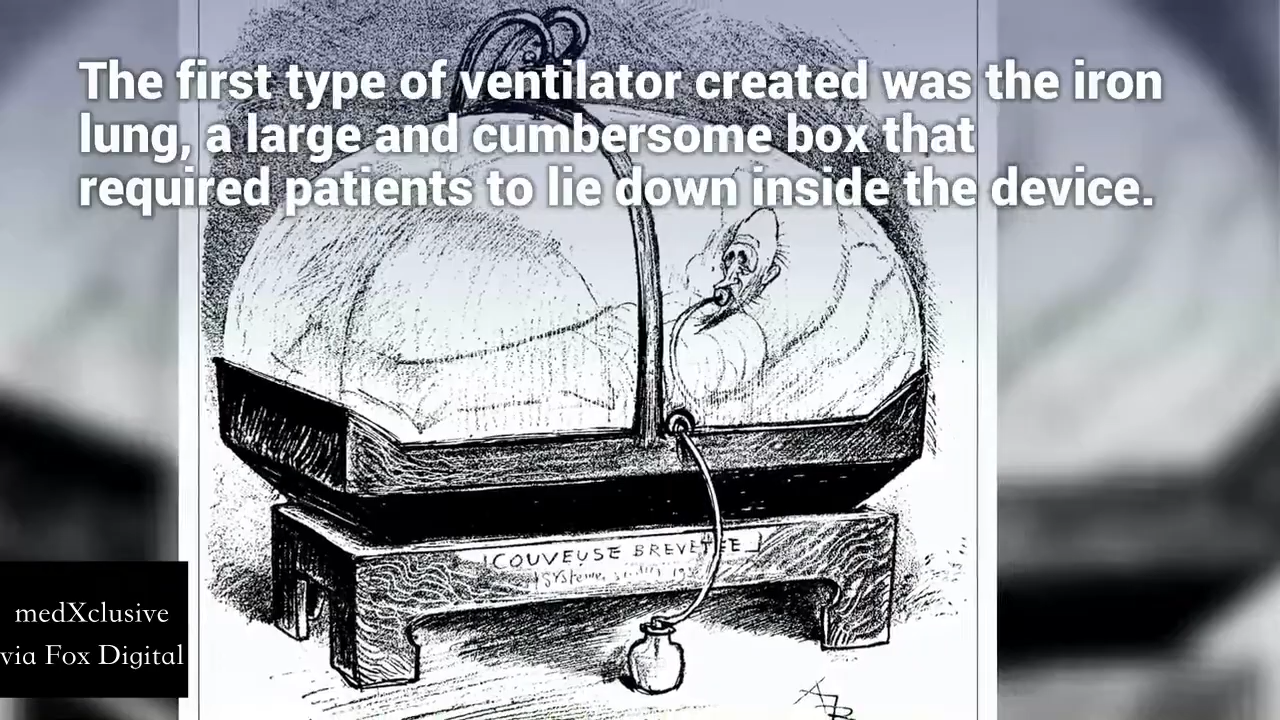 The first type of ventilator created was the iron
lung, a large and cumbersome box that
required patients to lie down inside the device.
COUVEUSE BREVETEE
medXclusive
via Fox Digital